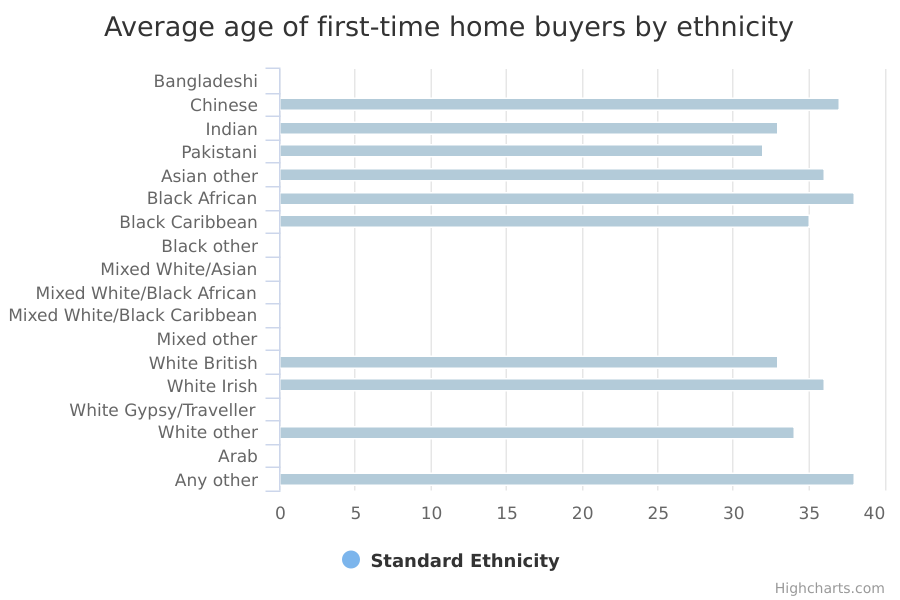 Average age of first-time home buyers by ethnicity
Bangladeshi
Chinese
Indian
Pakistani
Asian other
Black African
Black Caribbean
Black other
Mixed White/Asian
Mixed White/Black African
Mixed White/Black Caribbean
Mixed other
White British
White Irish
White Gypsy/Traveller
White other
Arab
Any other
0 5 10 15 20 25 30 35 40
Standard Ethnicity
Highcharts.com